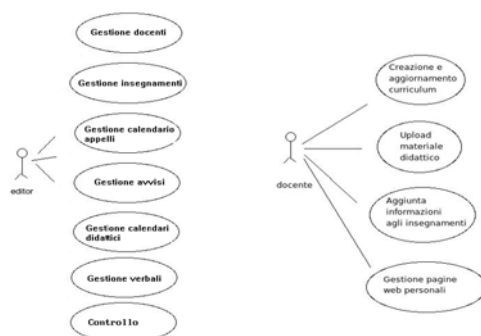 Gestione docenti
Gestione insegnamenti
Gestione calendario
appelli
Gestione avvisi
editor
Gestione calendari
didattici
Gestione verbali
Controllo
Creazione e
aggiornamento
curriculum
Upload
materiale
didattico
docente
Aggiunta
informazioni
agli insegnamenti
Gestione pagine
web personali